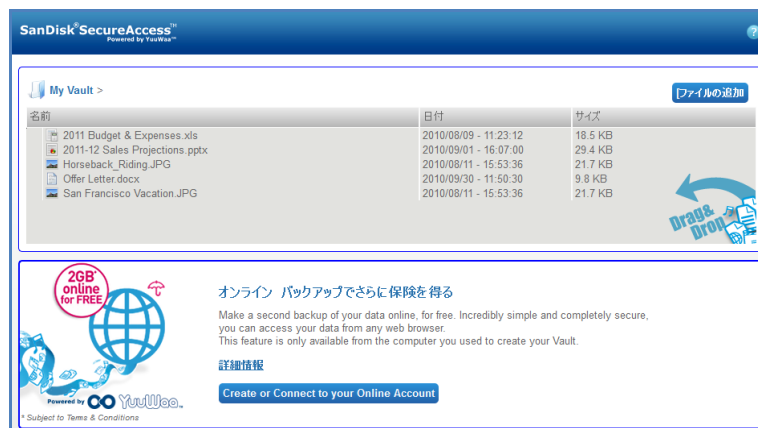 SanDisk®SecureAccess™
Powered by YuuWaa™
?
My Vault >
[ファイルの追加
名前 日付 サイズ
2011 Budget & Expenses.xls 2010/08/09 - 11:23:12 18.5 KB
2011-12 Sales Projections.pptx 2010/09/01 - 16:07:00 29.4 KB
Horseback_Riding.JPG 2010/08/11 - 15:53:36 21.7 KB
Offer Letter.docx 2010/09/30 - 11:50:30 9.8 KB
San Francisco Vacation.JPG 2010/08/11 - 15:53:36 21.7 KB
Drag&
Drop
2GB*
online
for FREE
オンライン バックアップでさらに保険を得る
Make a second backup of your data online, for free. Incredibly simple and completely secure,
you can access your data from any web browser.
This feature is only available from the computer you used to create your Vault.
詳細情報
Create or Connect to your Online Account
Powered by YuuWaa™
* Subject to Terms & Conditions